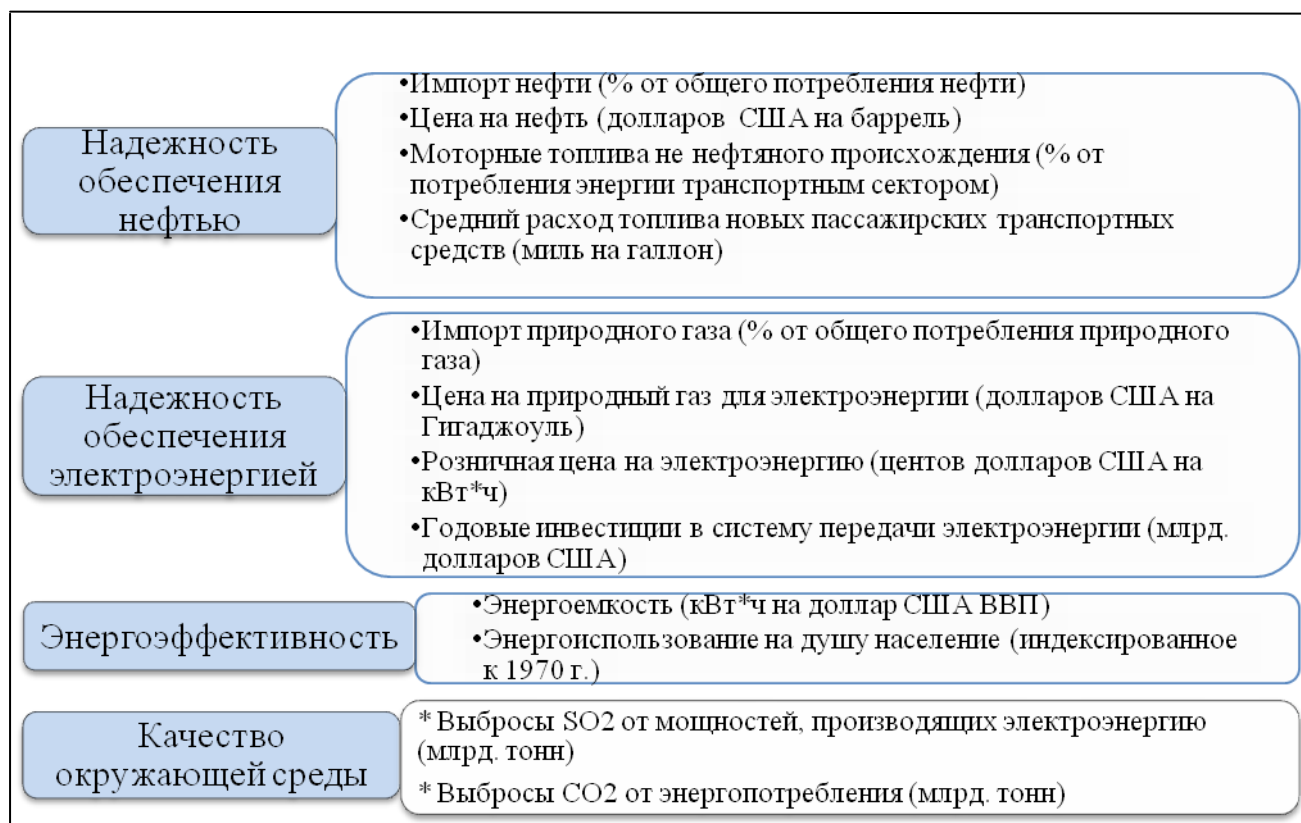 Надежность
обеспечения
нефтью
•Импорт нефти (% от общего потребления нефти)
•Цена на нефть (долларов США на баррель)
•Моторные топлива не нефтяного происхождения (% от
потребления энергии транспортным сектором)
•Средний расход топлива новых пассажирских транспортных
средств (миль на галлон)
Надежность
обеспечения
электроэнергией
•Импорт природного газа (% от общего потребления природного
газа)
•Цена на природный газ для электроэнергии (долларов США на
Гигаджоуль)
•Розничная цена на электроэнергию (центов долларов США на
кВт*ч)
•Годовые инвестиции в систему передачи электроэнергии (млрд.
долларов США)
Энергоэффективность
•Энергоемкость (кВт*ч на доллар США ВВП)
•Энергоиспользование на душу население (индексированное
к 1970 г.)
Качество
окружающей среды
* Выбросы SO2 от мощностей, производящих электроэнергию
(млрд. тонн)
* Выбросы CO2 от энергопотребления (млрд. тонн)